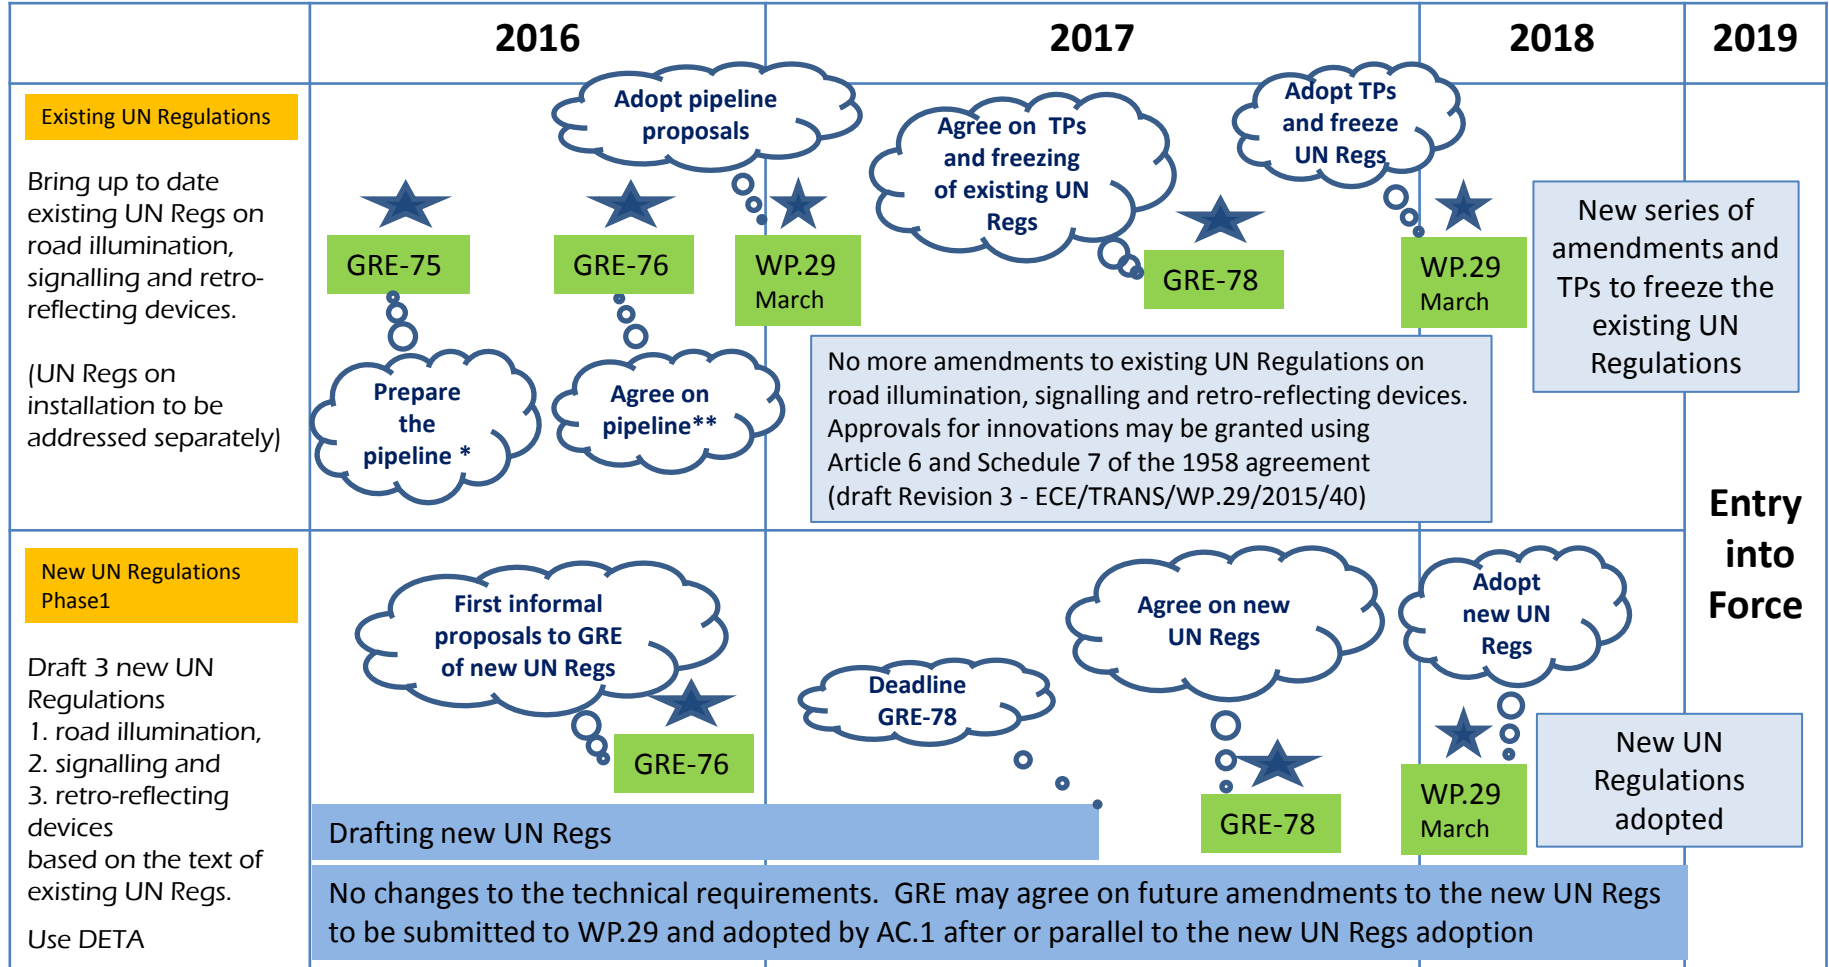 2016
2017
2018
2019
Existing UN Regulations
Bring up to date
existing UN Regs on
road illumination,
signalling and retro-
reflecting devices.
(UN Regs on
installation to be
addressed separately)
Adopt pipeline
proposals
Agree on TPs
and freezing
of existing UN
Regs
Adopt TPs
and freeze
UN Regs
GRE-75
GRE-76
WP.29
March
GRE-78
WP.29
March
New series of
amendments and
TPs to freeze the
existing UN
Regulations
Prepare
the
pipeline *
Agree on
pipeline**
No more amendments to existing UN Regulations on
road illumination, signalling and retro-reflecting devices.
Approvals for innovations may be granted using
Article 6 and Schedule 7 of the 1958 agreement
(draft Revision 3 - ECE/TRANS/WP.29/2015/40)
Entry
into
Force
New UN Regulations
Phase1
Draft 3 new UN
Regulations
1. road illumination,
2. signalling and
3. retro-reflecting
devices
based on the text of
existing UN Regs.
Use DETA
First informal
proposals to GRE
of new UN Regs
GRE-76
Deadline
GRE-78
Agree on new
UN Regs
GRE-78
Adopt
new UN
Regs
WP.29
March
New UN
Regulations
adopted
Drafting new UN Regs
No changes to the technical requirements. GRE may agree on future amendments to the new UN Regs
to be submitted to WP.29 and adopted by AC.1 after or parallel to the new UN Regs adoption